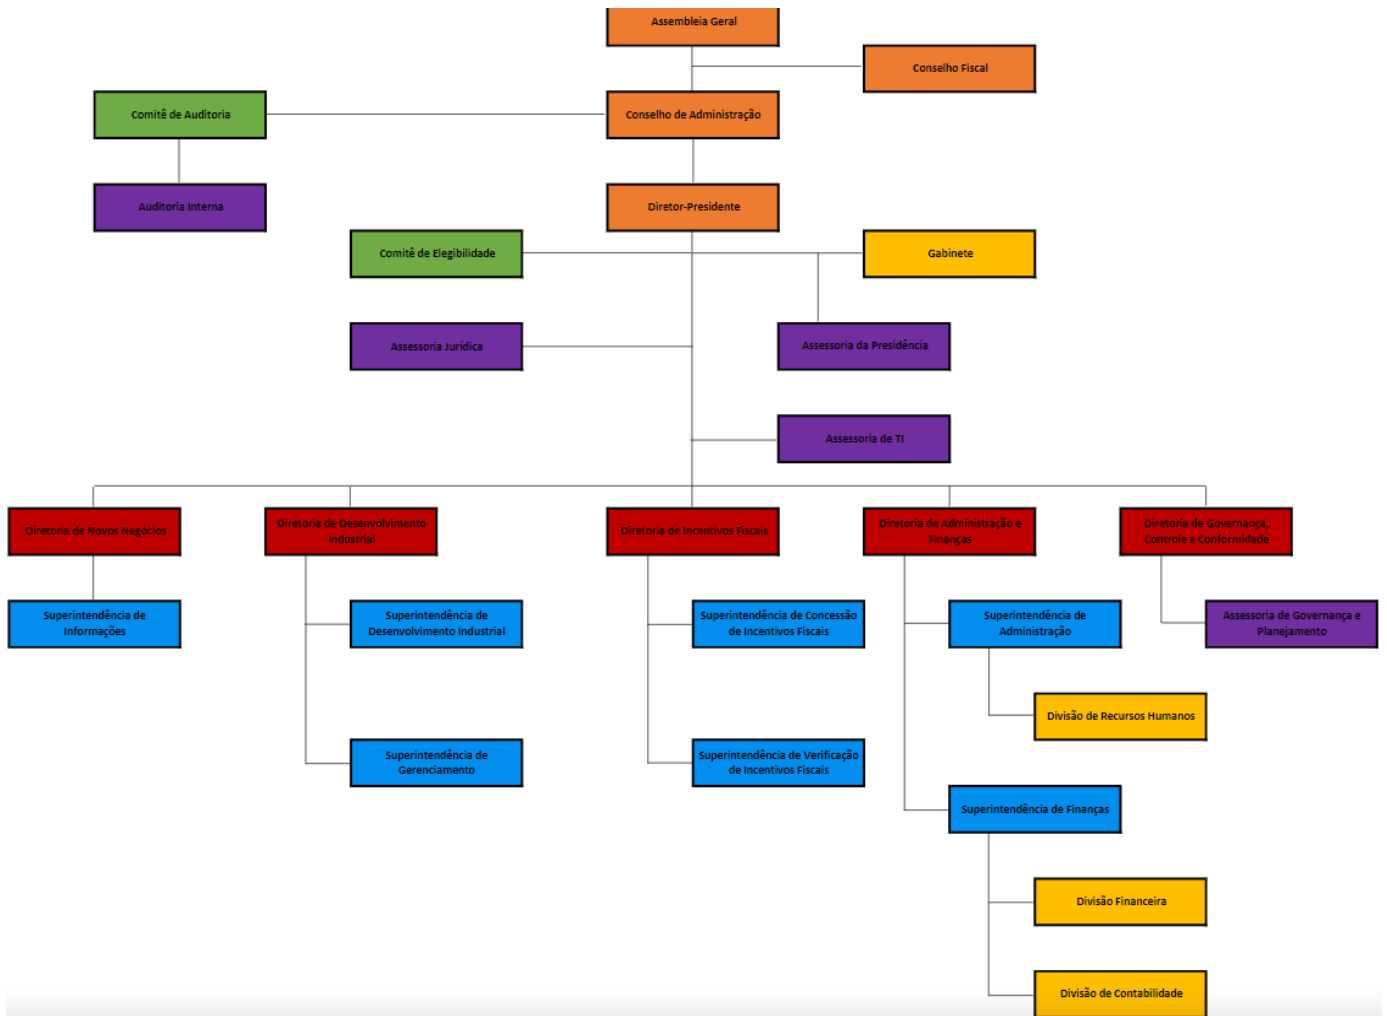 Assembleia Geral
Conselho Fiscal
Comitê de Auditoria
Conselho de Administração
Auditoria Interna
Diretor-Presidente
Comitê de Elegibilidade
Gabinete
Assessoria Jurídica
Assessoria da Presidência
Assessoria de TI
Diretoria de Novos Negócios
Diretoria de Desenvolvimento
Industrial
Diretoria de Incentivos Fiscais
Diretoria de Administração e
Finanças
Diretoria de Governança,
Controle e Conformidade
Superintendência de
Informações
Superintendência de
Desenvolvimento Industrial
Superintendência de Concessão
de Incentivos Fiscais
Superintendência de
Administração
Assessoria de Governança e
Planejamento
Divisão de Recursos Humanos
Superintendência de
Gerenciamento
Superintendência de Verificação
de Incentivos Fiscais
Superintendência de Finanças
Divisão Financeira
Divisão de Contabilidade